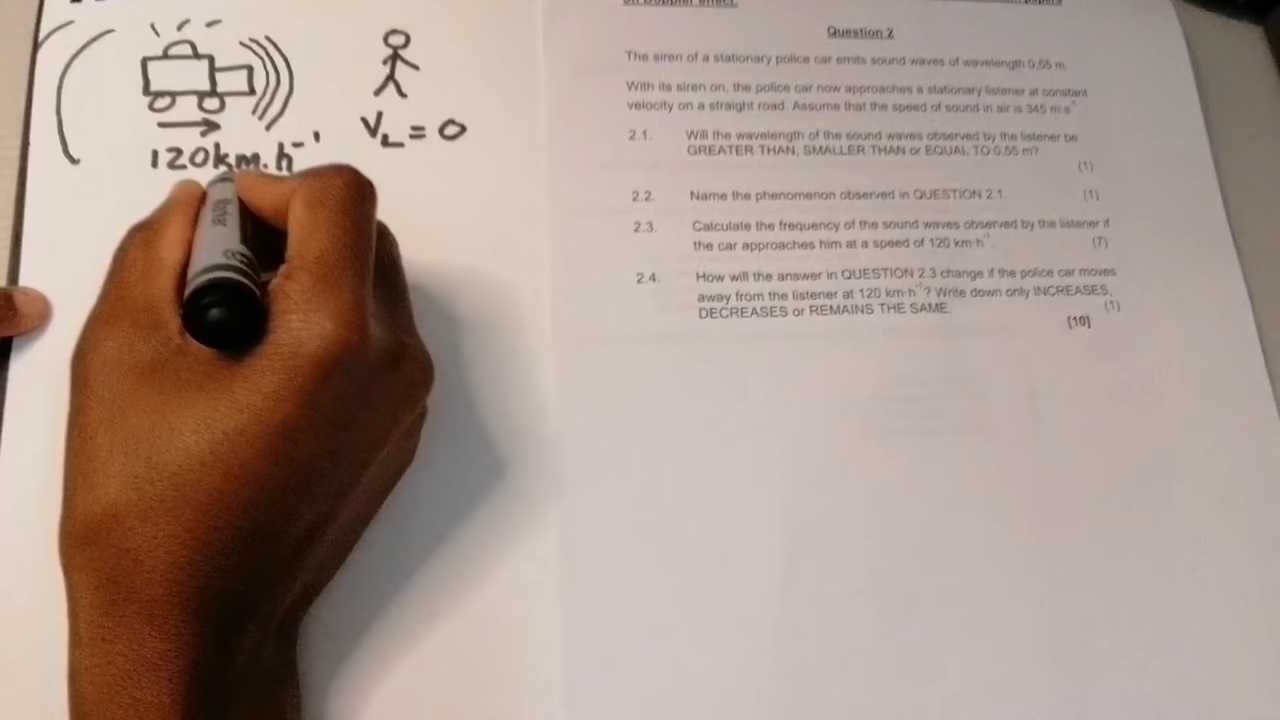 120km.h⁻¹
V_L = 0
on Doppler effect.
Question 2
The siren of a stationary police car emits sound waves of wavelength 0,55 m.
With its siren on, the police car now approaches a stationary listener at constant
velocity on a straight road. Assume that the speed of sound in air is 345 m·s⁻¹.
2.1. Will the wavelength of the sound waves observed by the listener be
GREATER THAN, SMALLER THAN or EQUAL TO 0,55 m?
(1)
2.2. Name the phenomenon observed in QUESTION 2.1. (1)
2.3. Calculate the frequency of the sound waves observed by the listener if
the car approaches him at a speed of 120 km·h⁻¹. (7)
2.4. How will the answer in QUESTION 2.3 change if the police car moves
away from the listener at 120 km·h⁻¹? Write down only INCREASES,
DECREASES or REMAINS THE SAME. (1)
[10]
Marker